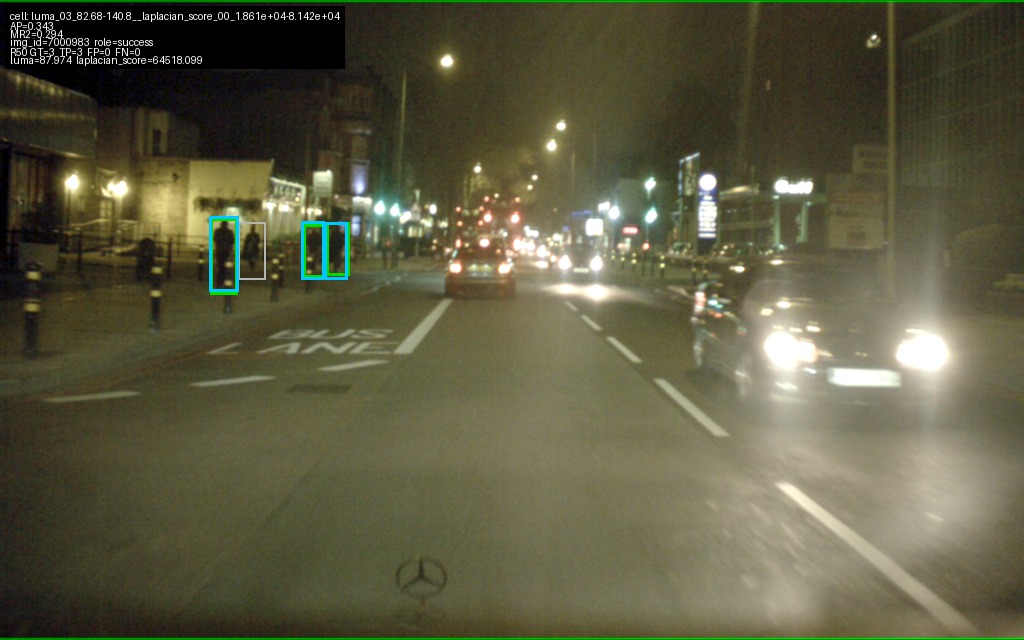 cell: luma_03_82.68-140.8__laplacian_score_00_1.861e+04-8.142e+04
AP=0.343
MR2=0.294
img_id=7000983 role=success
R50 GT=3 TP=3 FP=0 FN=0
luma=87.974 laplacian_score=64518.099
BUS
LANE